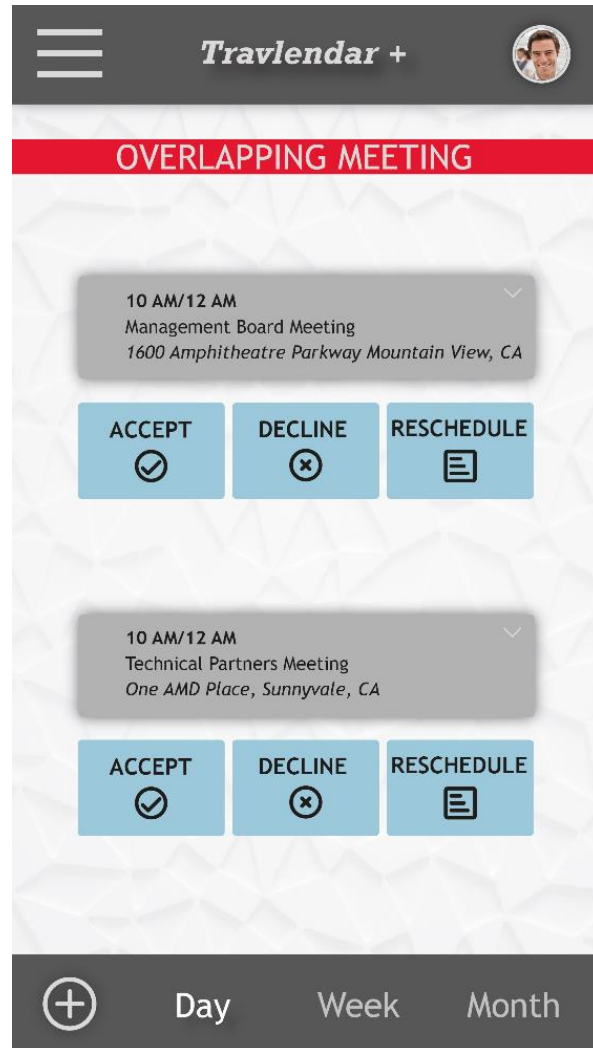 Travlendar +
OVERLAPPING MEETING
10 AM/12 AM
Management Board Meeting
1600 Amphitheatre Parkway Mountain View, CA
ACCEPT DECLINE RESCHEDULE
10 AM/12 AM
Technical Partners Meeting
One AMD Place, Sunnyvale, CA
ACCEPT DECLINE RESCHEDULE
Day Week Month